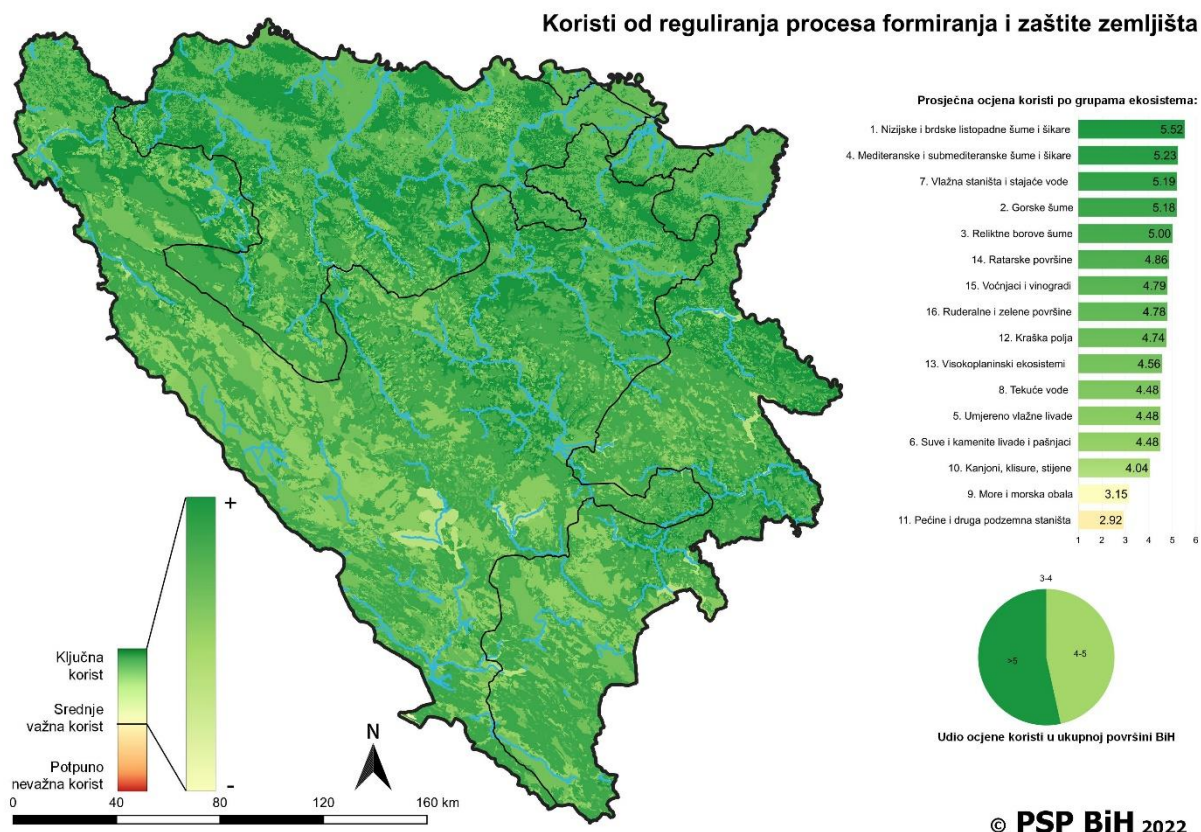 Koristi od reguliranja procesa formiranja i zaštite zemljišta
Prosječna ocjena koristi po grupama ekosistema:
1. Nizijske i brdske listopadne šume i šikare 5.52
4. Mediteranske i submediteranske šume i šikare 5.23
7. Vlažna staništa i stajaće vode 5.19
2. Gorske šume 5.18
3. Reliktne borove šume 5.00
14. Ratarske površine 4.86
15. Voćnjaci i vinogradi 4.79
16. Ruderalne i zelene površine 4.78
12. Kraška polja 4.74
13. Visokoplaninski ekosistemi 4.56
8. Tekuće vode 4.48
5. Umjereno vlažne livade 4.48
6. Suve i kamenite livade i pašnjaci 4.48
10. Kanjoni, klisure, stijene 4.04
9. More i morska obala 3.15
11. Pećine i druga podzemna staništa 2.92
1 2 3 4 5 6
3-4
>5
4-5
Udio ocjene koristi u ukupnoj površini BiH
+
Ključna
korist
Srednje
važna korist
Potpuno
nevažna korist
-
N
0 40 80 120 160 km
© PSP BiH 2022